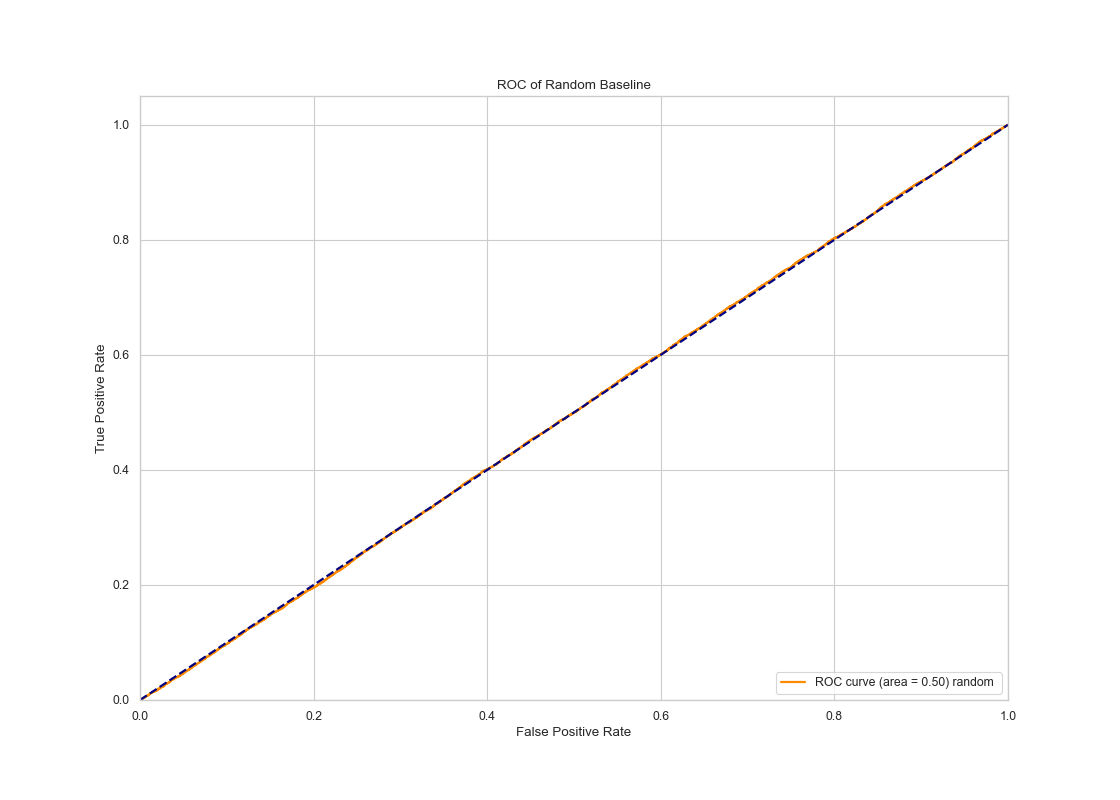 ROC of Random Baseline
1.0
0.8
0.6
0.4
0.2
0.0
True Positive Rate
ROC curve (area = 0.50) random
0.0 0.2 0.4 0.6 0.8 1.0
False Positive Rate